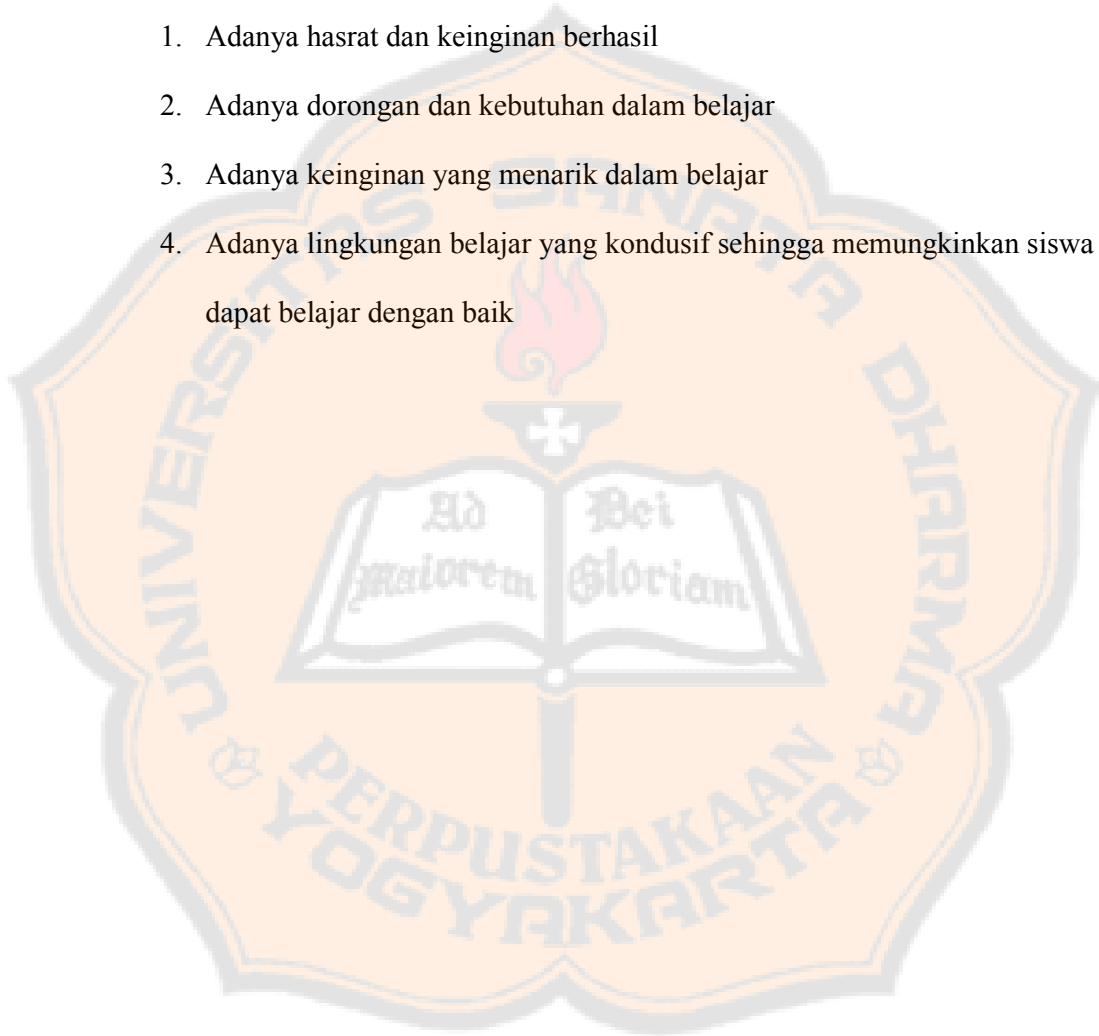 1. Adanya hasrat dan keinginan berhasil
2. Adanya dorongan dan kebutuhan dalam belajar
3. Adanya keinginan yang menarik dalam belajar
4. Adanya lingkungan belajar yang kondusif sehingga memungkinkan siswa
dapat belajar dengan baik
UNIVERSITAS SANATA DHARMA
Ad Dei
Maiorem Gloriam
PERPUSTAKAAN
YOGYAKARTA